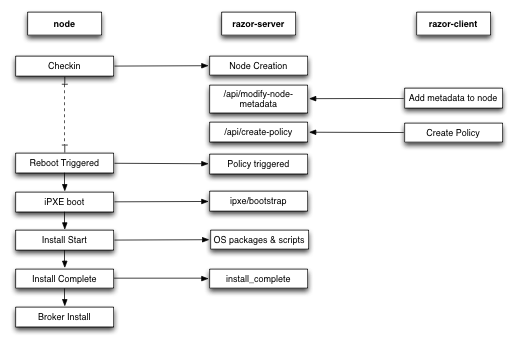 node
razor-server
razor-client
Checkin
Node Creation
/api/modify-node-
metadata
Add metadata to node
/api/create-policy
Create Policy
Reboot Triggered
Policy triggered
iPXE boot
ipxe/bootstrap
Install Start
OS packages & scripts
Install Complete
install_complete
Broker Install